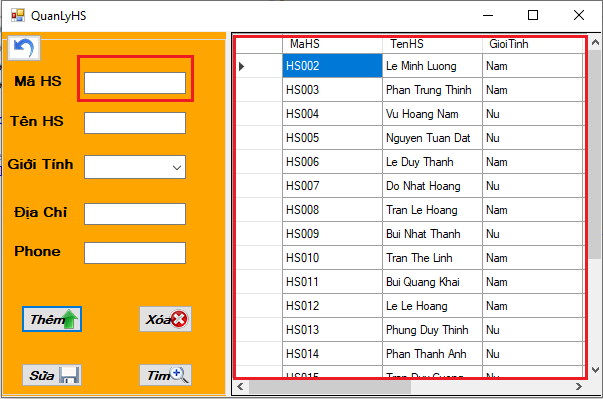 QuanLyHS
MaHS TenHS GioiTinh
HS002 Le Minh Luong Nam
HS003 Phan Trung Thinh Nam
HS004 Vu Hoang Nam Nu
HS005 Nguyen Tuan Dat Nu
HS006 Le Duy Thanh Nam
HS007 Do Nhat Hoang Nu
HS008 Tran Le Hoang Nam
HS009 Bui Nhat Thanh Nu
HS010 Tran The Linh Nam
HS011 Bui Quang Khai Nam
HS012 Le Le Hoang Nam
HS013 Phung Duy Thinh Nu
HS014 Phan Thanh Anh Nu
HS015 Tran Duy Cuong Nu
Mã HS
Tên HS
Giới Tính
Địa Chỉ
Phone
Thêm Xóa
Sửa Tìm